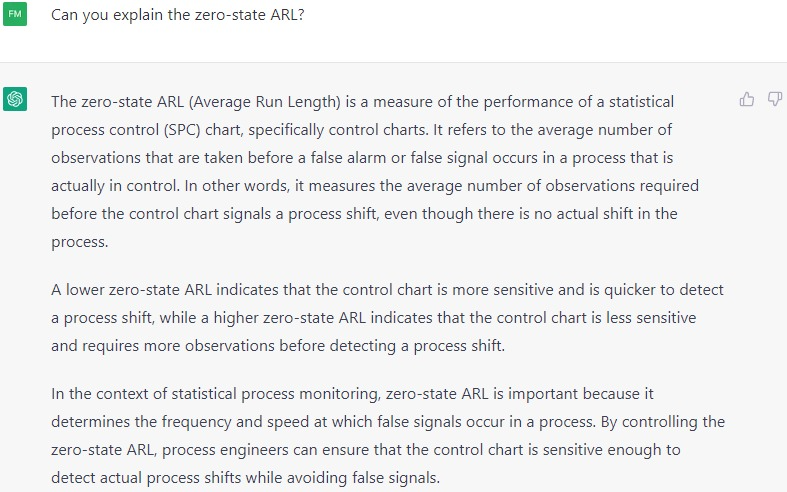 FM
Can you explain the zero-state ARL?
The zero-state ARL (Average Run Length) is a measure of the performance of a statistical
process control (SPC) chart, specifically control charts. It refers to the average number of
observations that are taken before a false alarm or false signal occurs in a process that is
actually in control. In other words, it measures the average number of observations required
before the control chart signals a process shift, even though there is no actual shift in the
process.
A lower zero-state ARL indicates that the control chart is more sensitive and is quicker to detect
a process shift, while a higher zero-state ARL indicates that the control chart is less sensitive
and requires more observations before detecting a process shift.
In the context of statistical process monitoring, zero-state ARL is important because it
determines the frequency and speed at which false signals occur in a process. By controlling the
zero-state ARL, process engineers can ensure that the control chart is sensitive enough to
detect actual process shifts while avoiding false signals.